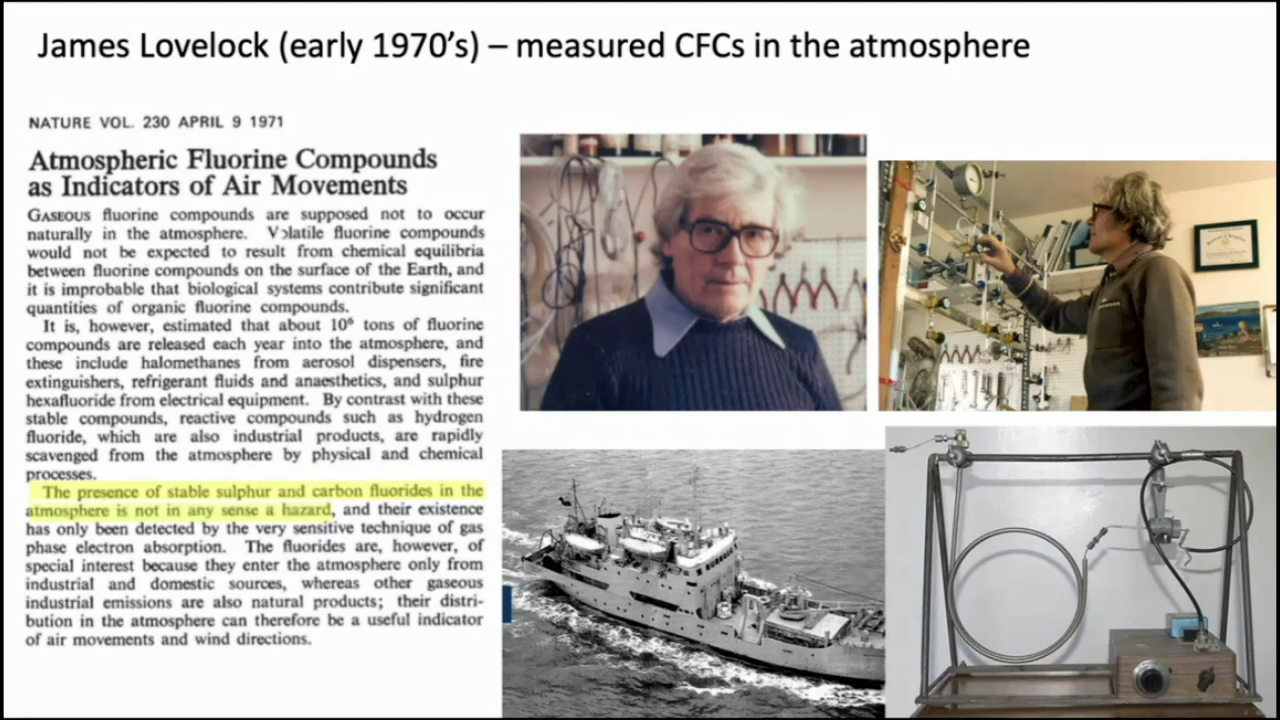 James Lovelock (early 1970's) – measured CFCs in the atmosphere
NATURE VOL. 230 APRIL 9 1971
Atmospheric Fluorine Compounds
as Indicators of Air Movements
GASEOUS fluorine compounds are supposed not to occur
naturally in the atmosphere. Volatile fluorine compounds
would not be expected to result from chemical equilibria
between fluorine compounds on the surface of the Earth, and
it is improbable that biological systems contribute significant
quantities of organic fluorine compounds.
It is, however, estimated that about 10⁶ tons of fluorine
compounds are released each year into the atmosphere, and
these include halomethanes from aerosol dispensers, fire
extinguishers, refrigerant fluids and anaesthetics, and sulphur
hexafluoride from electrical equipment. By contrast with these
stable compounds, reactive compounds such as hydrogen
fluoride, which are also industrial products, are rapidly
scavenged from the atmosphere by physical and chemical
processes.
The presence of stable sulphur and carbon fluorides in the
atmosphere is not in any sense a hazard, and their existence
has only been detected by the very sensitive technique of gas
phase electron absorption. The fluorides are, however, of
special interest because they enter the atmosphere only from
industrial and domestic sources, whereas other gaseous
industrial emissions are also natural products; their distri-
bution in the atmosphere can therefore be a useful indicator
of air movements and wind directions.